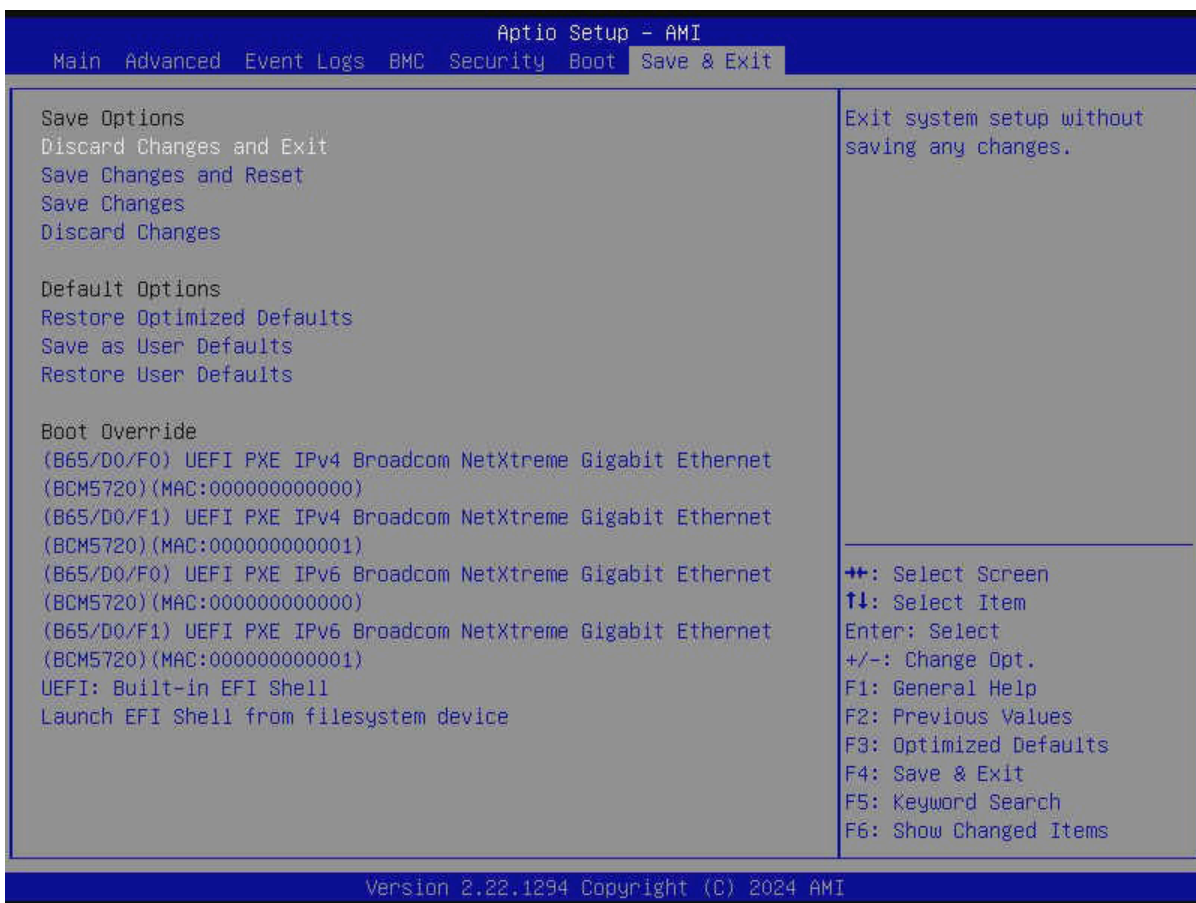 Aptio Setup – AMI
Main Advanced Event Logs BMC Security Boot Save & Exit
Save Options
Discard Changes and Exit
Save Changes and Reset
Save Changes
Discard Changes
Default Options
Restore Optimized Defaults
Save as User Defaults
Restore User Defaults
Boot Override
(B65/D0/F0) UEFI PXE IPv4 Broadcom NetXtreme Gigabit Ethernet
(BCM5720)(MAC:000000000000)
(B65/D0/F1) UEFI PXE IPv4 Broadcom NetXtreme Gigabit Ethernet
(BCM5720)(MAC:000000000001)
(B65/D0/F0) UEFI PXE IPv6 Broadcom NetXtreme Gigabit Ethernet
(BCM5720)(MAC:000000000000)
(B65/D0/F1) UEFI PXE IPv6 Broadcom NetXtreme Gigabit Ethernet
(BCM5720)(MAC:000000000001)
UEFI: Built-in EFI Shell
Launch EFI Shell from filesystem device
Exit system setup without
saving any changes.
→←: Select Screen
↑↓: Select Item
Enter: Select
+/-: Change Opt.
F1: General Help
F2: Previous Values
F3: Optimized Defaults
F4: Save & Exit
F5: Keyword Search
F6: Show Changed Items
Version 2.22.1294 Copyright (C) 2024 AMI